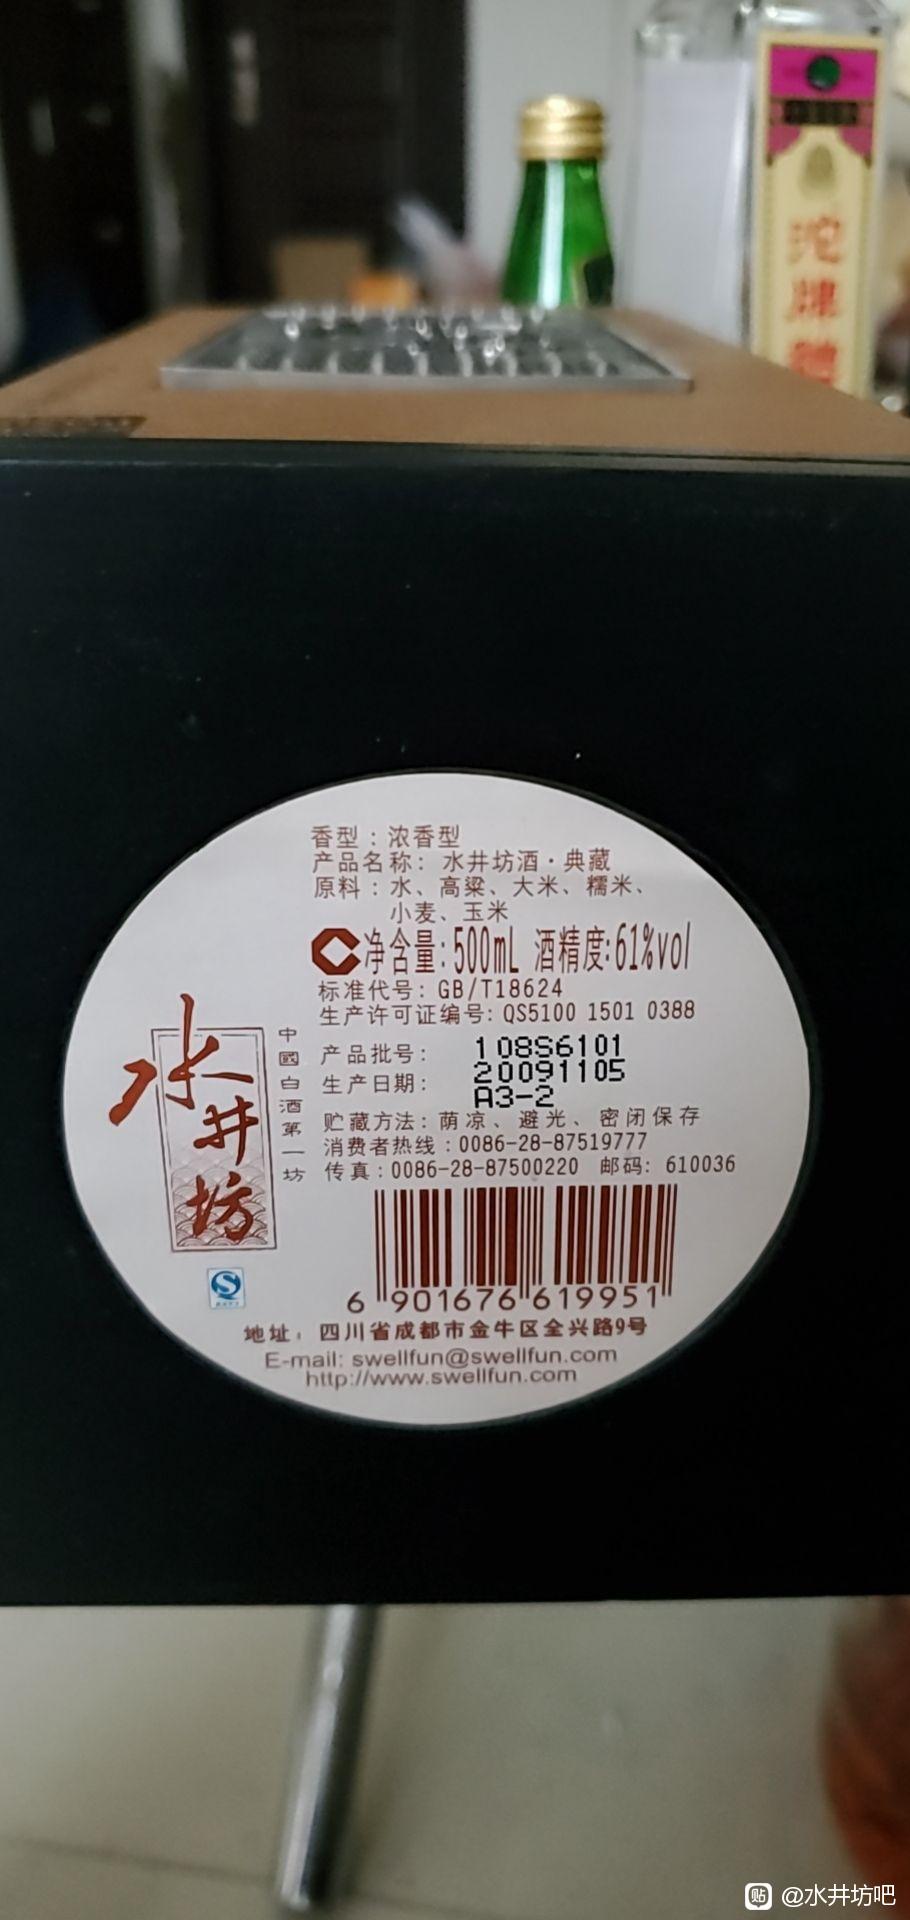 沱牌
香型：浓香型
产品名称：水井坊酒·典藏
原料：水、高粱、大米、糯米、
小麦、玉米
C净含量:500mL 酒精度:61%vol
标准代号：GB/T18624
生产许可证编号：QS5100 1501 0388
产品批号： 108S6101
生产日期： 20091105
A3-2
贮藏方法：荫凉、避光、密闭保存
消费者热线：0086-28-87519777
传真：0086-28-87500220 邮码：610036
水井坊
中國白酒第一坊
S
6 901676 619951
地址：四川省成都市金牛区全兴路9号
E-mail: swellfun@swellfun.com
http://www.swellfun.com
贴 @水井坊吧